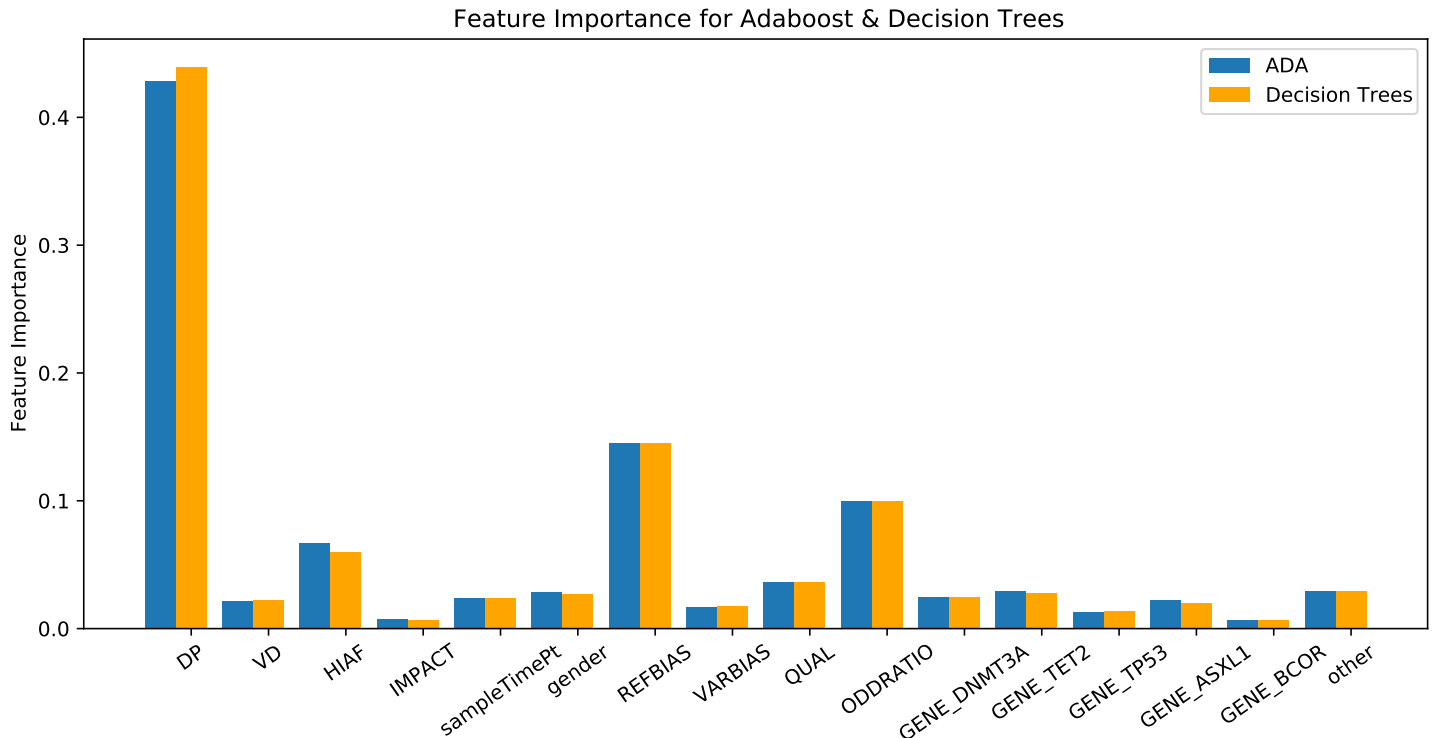 Feature Importance for Adaboost & Decision Trees
ADA
Decision Trees
Feature Importance
0.4
0.3
0.2
0.1
0.0
DP
VD
HIAF
IMPACT
sampleTimePt
gender
REFBIAS
VARBIAS
QUAL
ODDRATIO
GENE_DNMT3A
GENE_TET2
GENE_TP53
GENE_ASXL1
GENE_BCOR
other